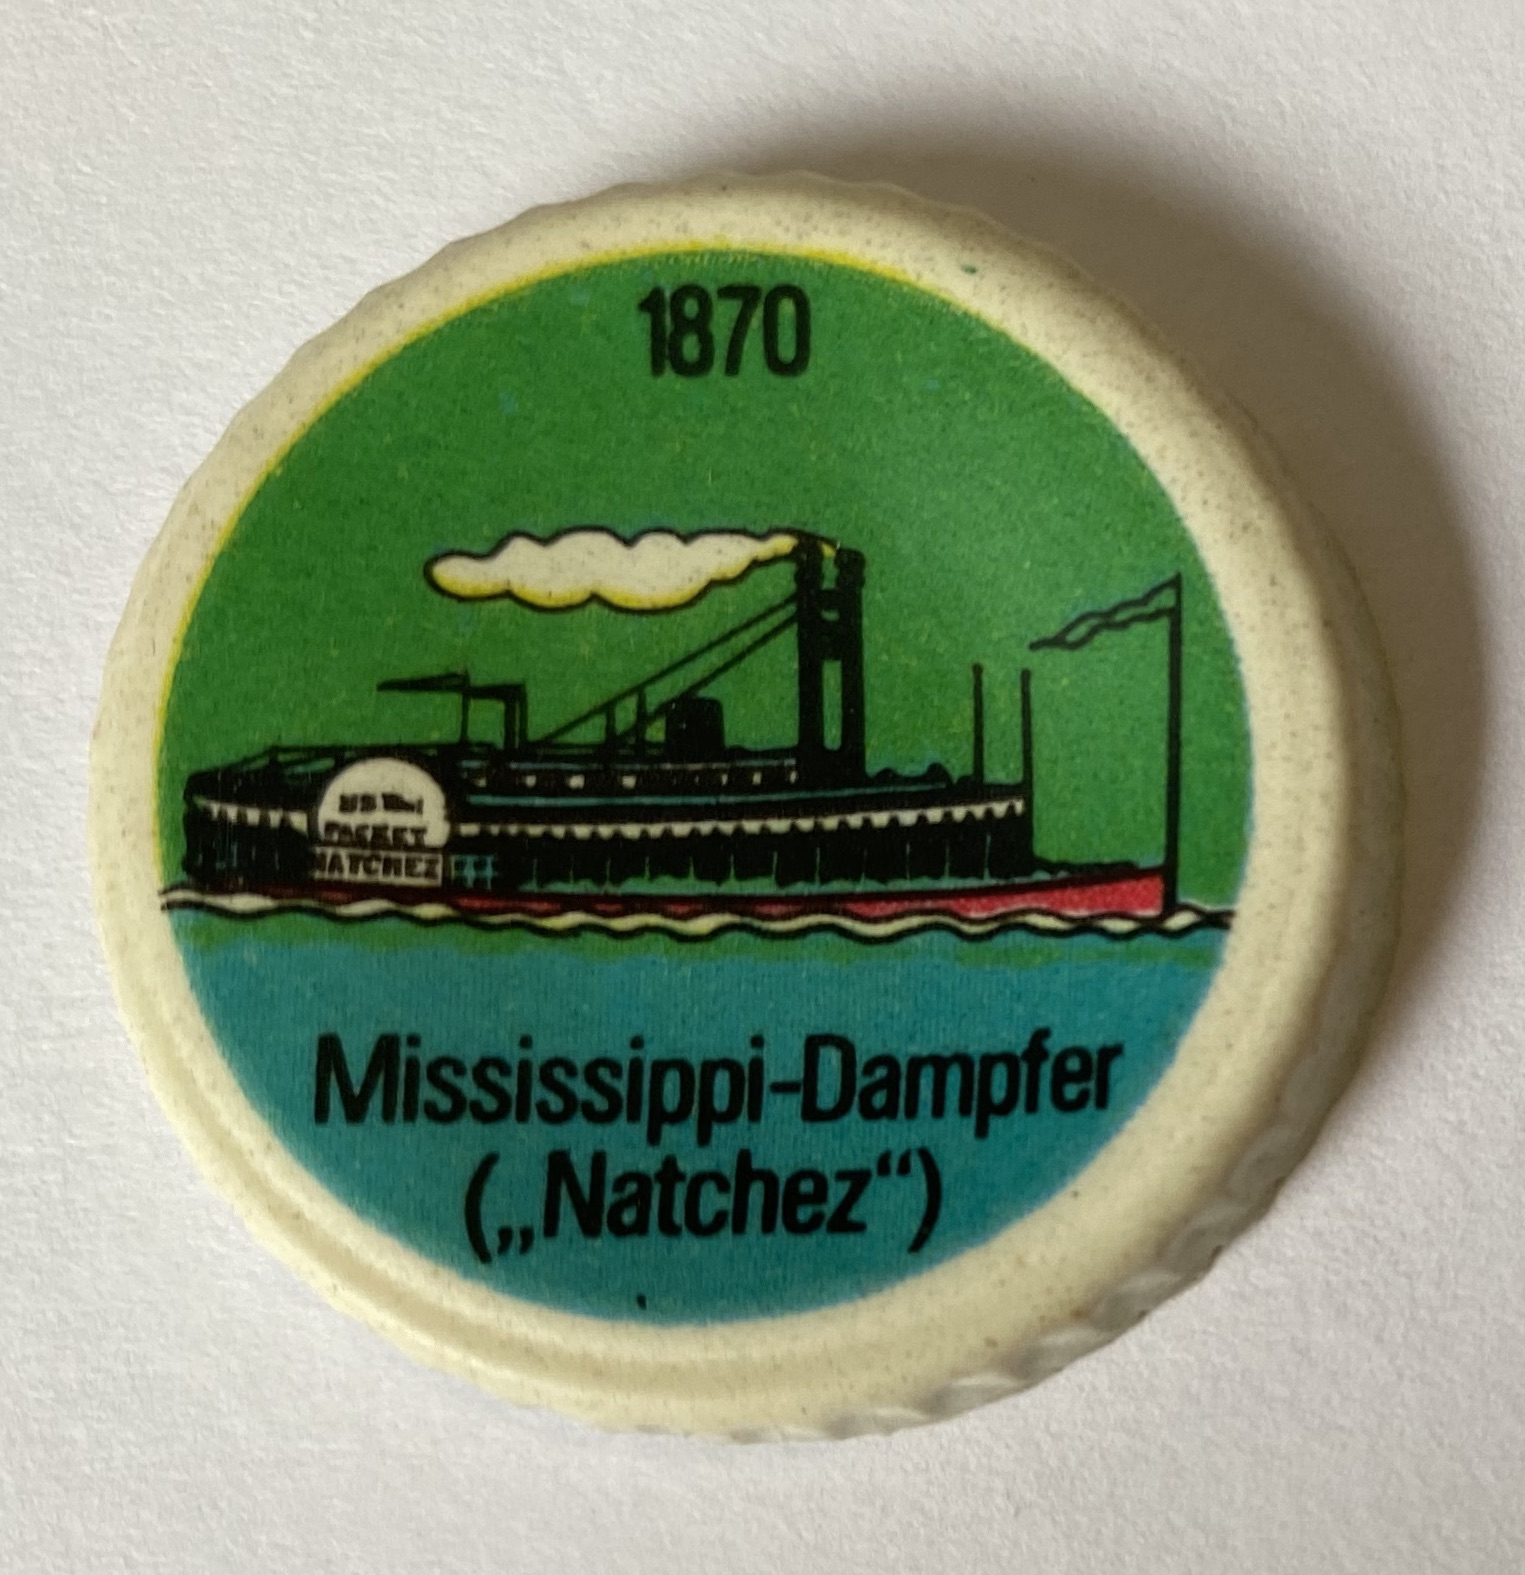 1870
US Mail
PACKET
NATCHEZ
Mississippi-Dampfer
(„Natchez“)